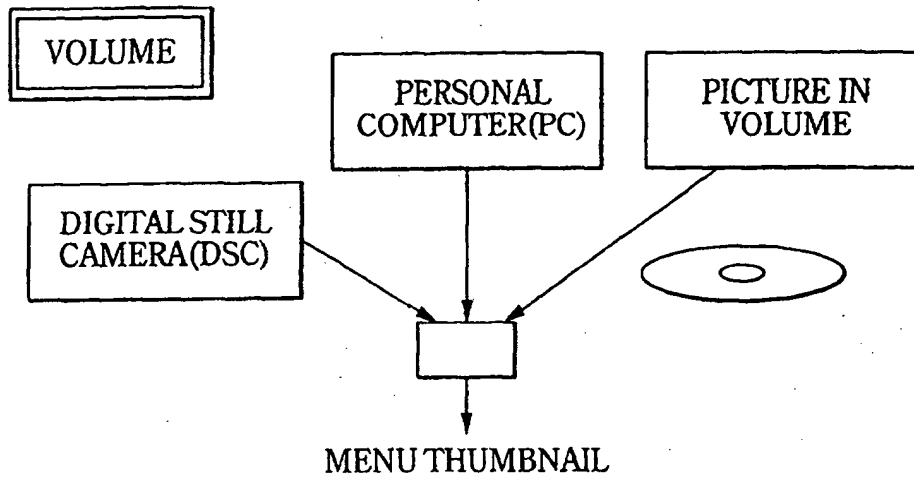 VOLUME
PERSONAL
COMPUTER(PC)
PICTURE IN
VOLUME
DIGITAL STILL
CAMERA(DSC)
MENU THUMBNAIL